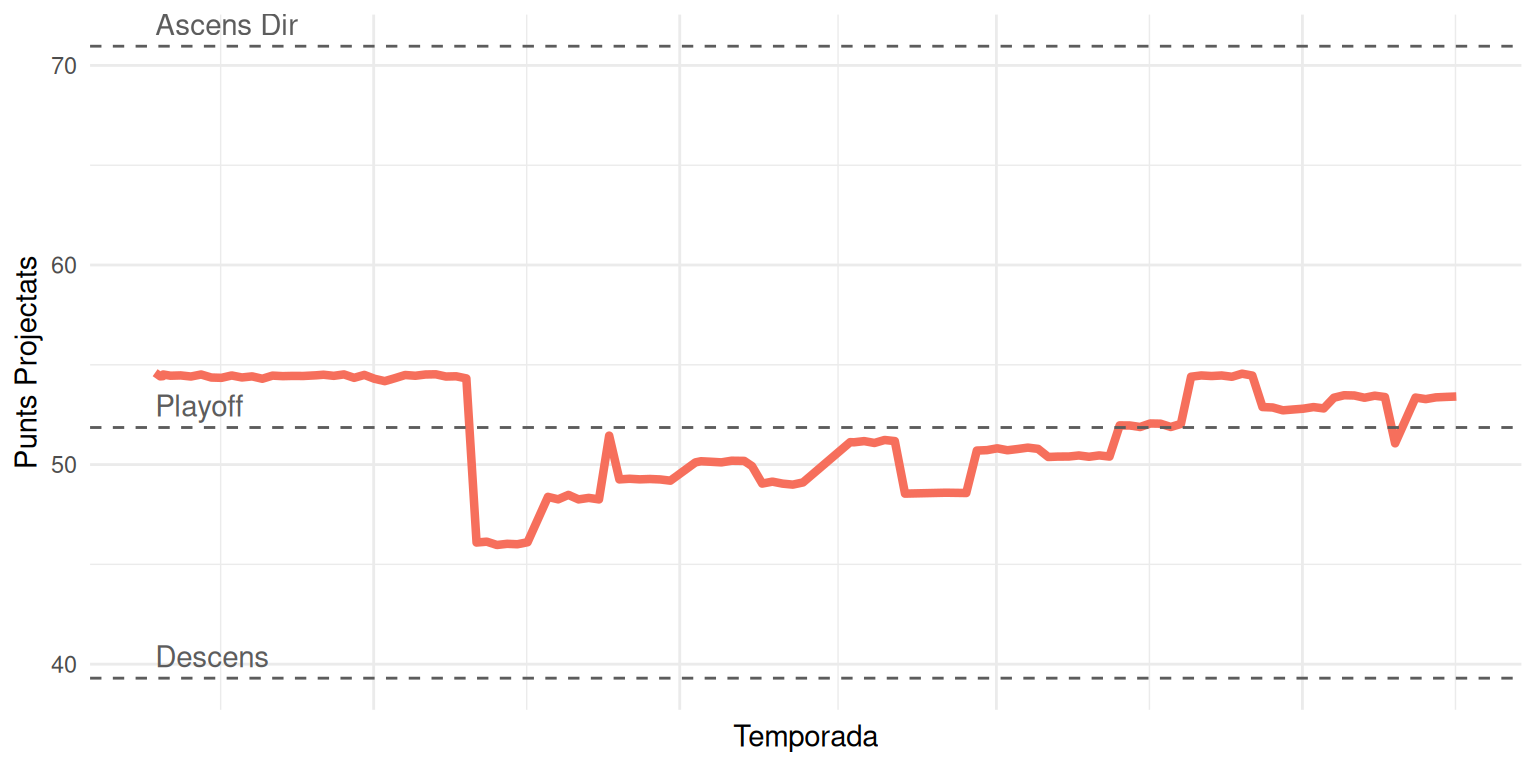 Ascens Dir
70
60
Punts Projectats
Playoff
50
Descens
40
Temporada